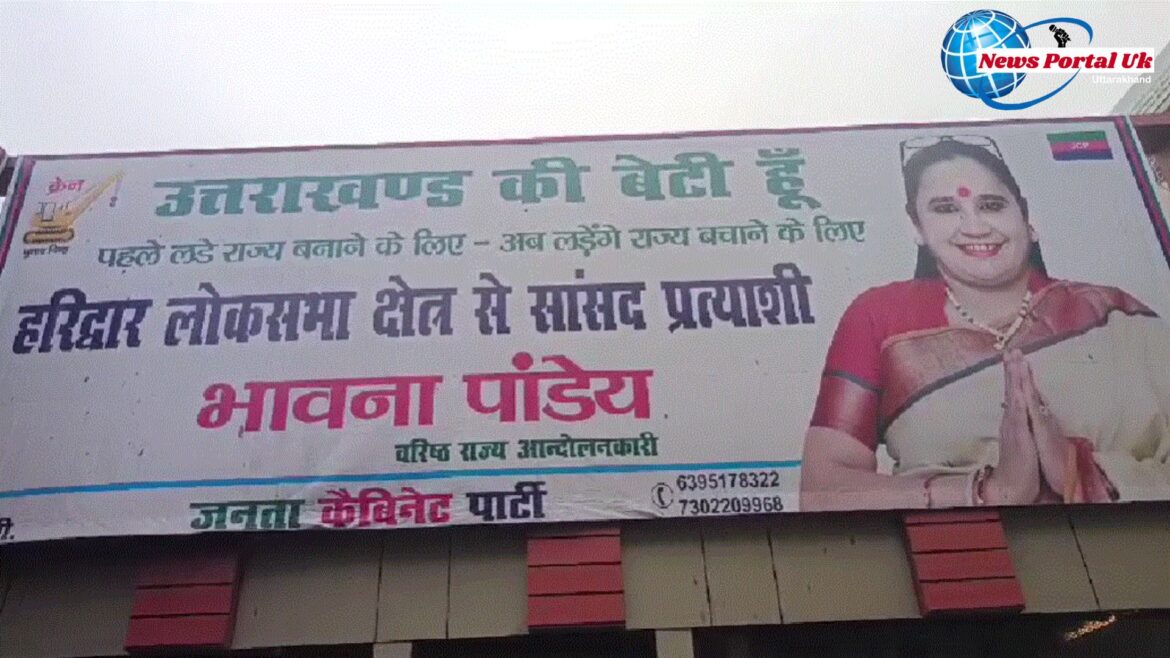 News Portal Uk
Uttarakhand
JCP
क्रेन
चुनाव चिन्ह
उत्तराखण्ड की बेटी हूँ
पहले लडे राज्य बनाने के लिए - अब लड़ेंगे राज्य बचाने के लिए
हरिद्वार लोकसभा क्षेत्र से सांसद प्रत्याशी
भावना पांडेय
वरिष्ठ राज्य आन्दोलनकारी
जनता कैबिनेट पार्टी
6395178322
7302209968